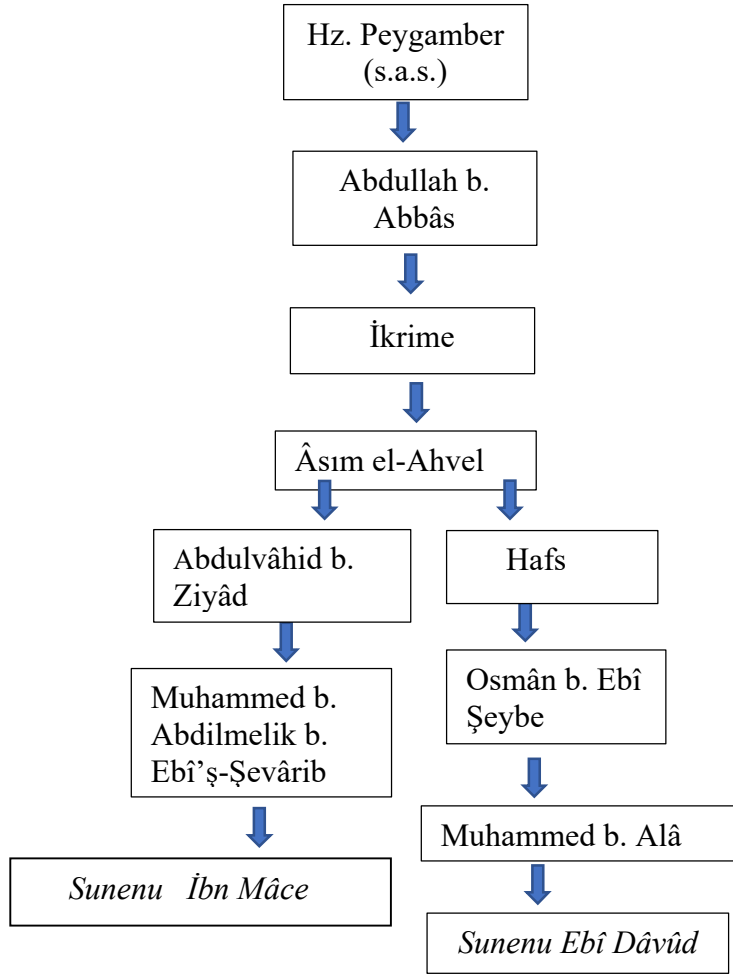 Hz. Peygamber
(s.a.s.)
Abdullah b.
Abbâs
İkrime
Âsım el-Ahvel
Abdulvâhid b.
Ziyâd
Hafs
Muhammed b.
Abdilmelik b.
Ebî’ş-Şevârib
Osmân b. Ebî
Şeybe
Muhammed b. Alâ
Sunenu İbn Mâce
Sunenu Ebî Dâvûd